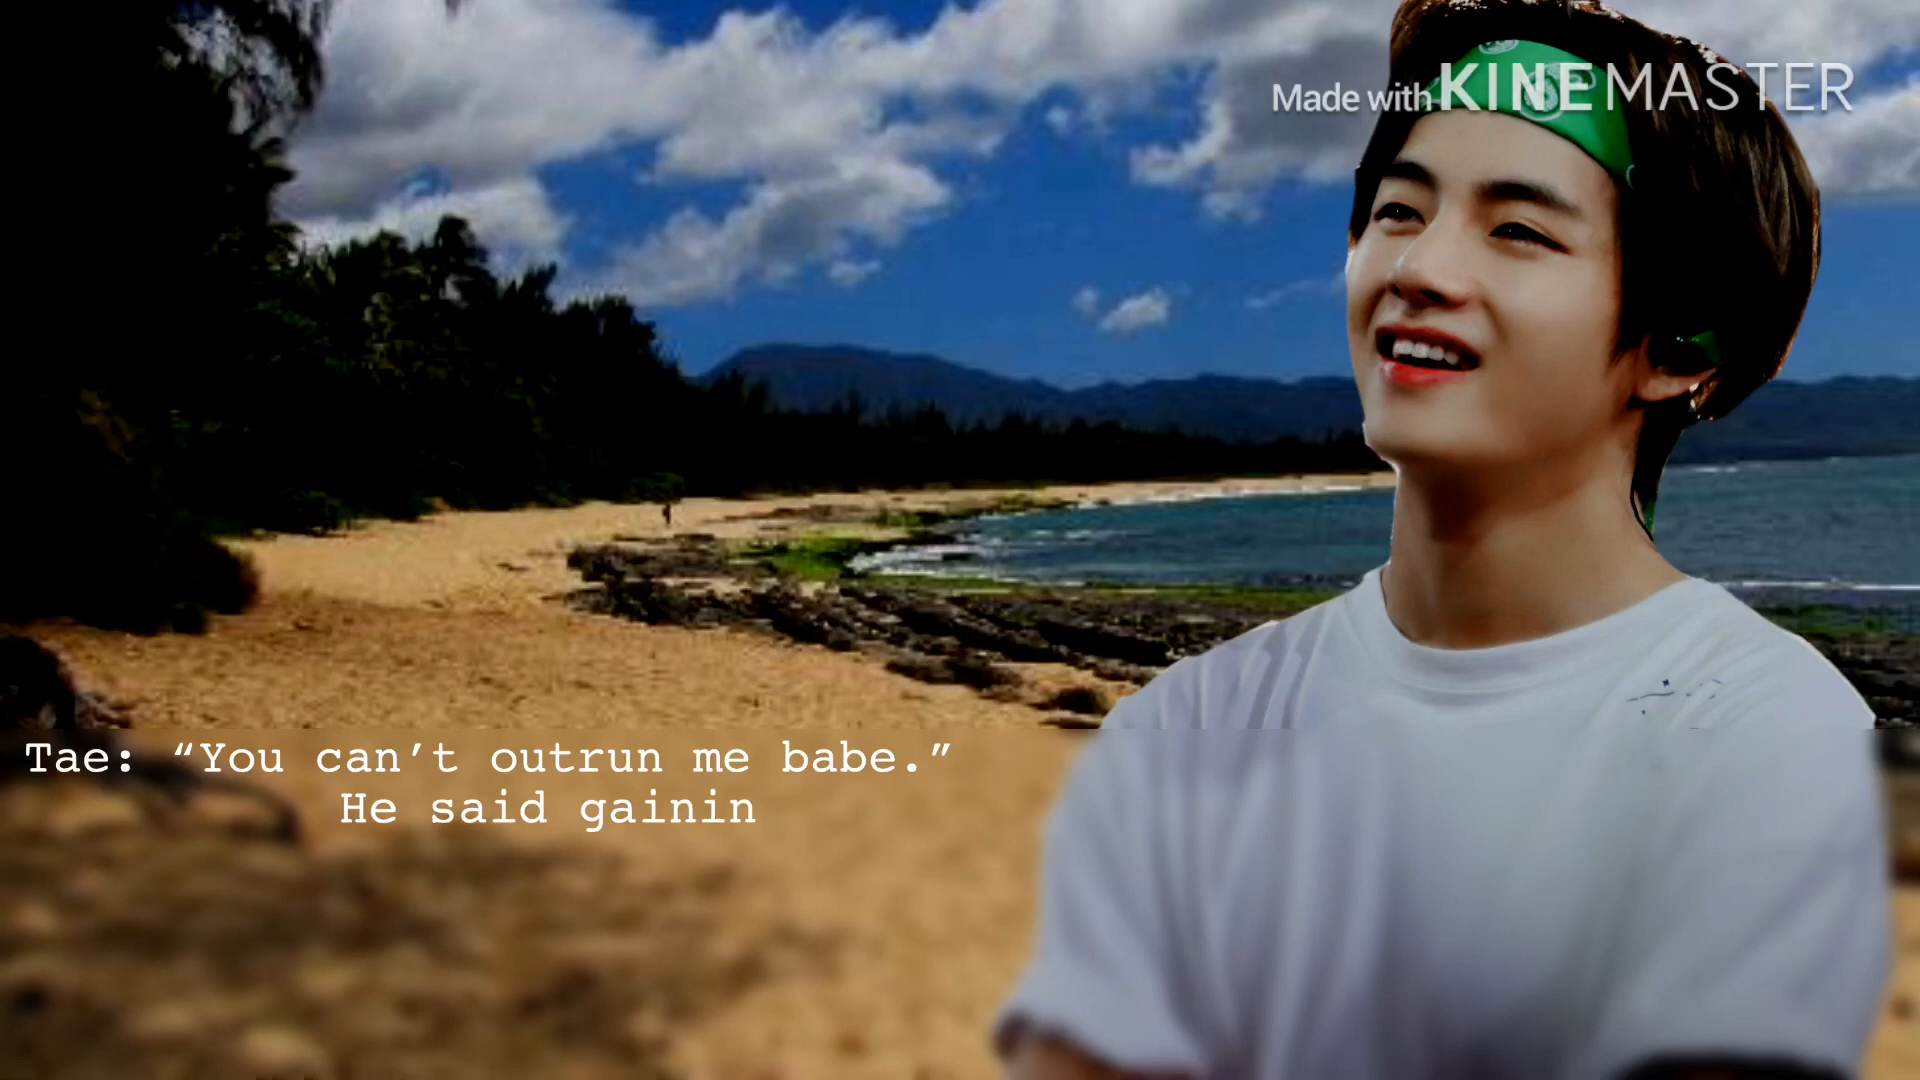 Made with KINEMASTER
Tae: “You can’t outrun me babe.”
He said gainin